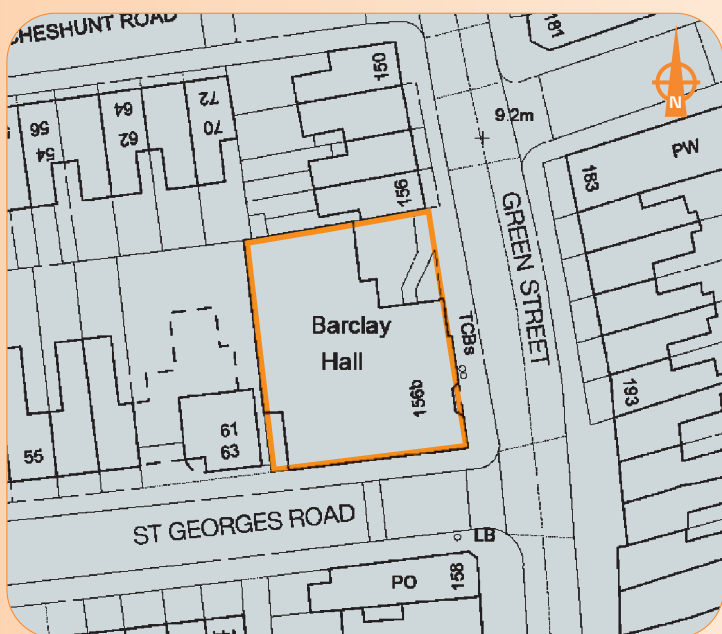 CHESHUNT ROAD
181
N
150
9.2m
72
70
64
62
56
54
PW
183
156
GREEN STREET
Barclay
Hall
TCBs
156b
193
61
63
55
ST GEORGES ROAD
LB
PO
158